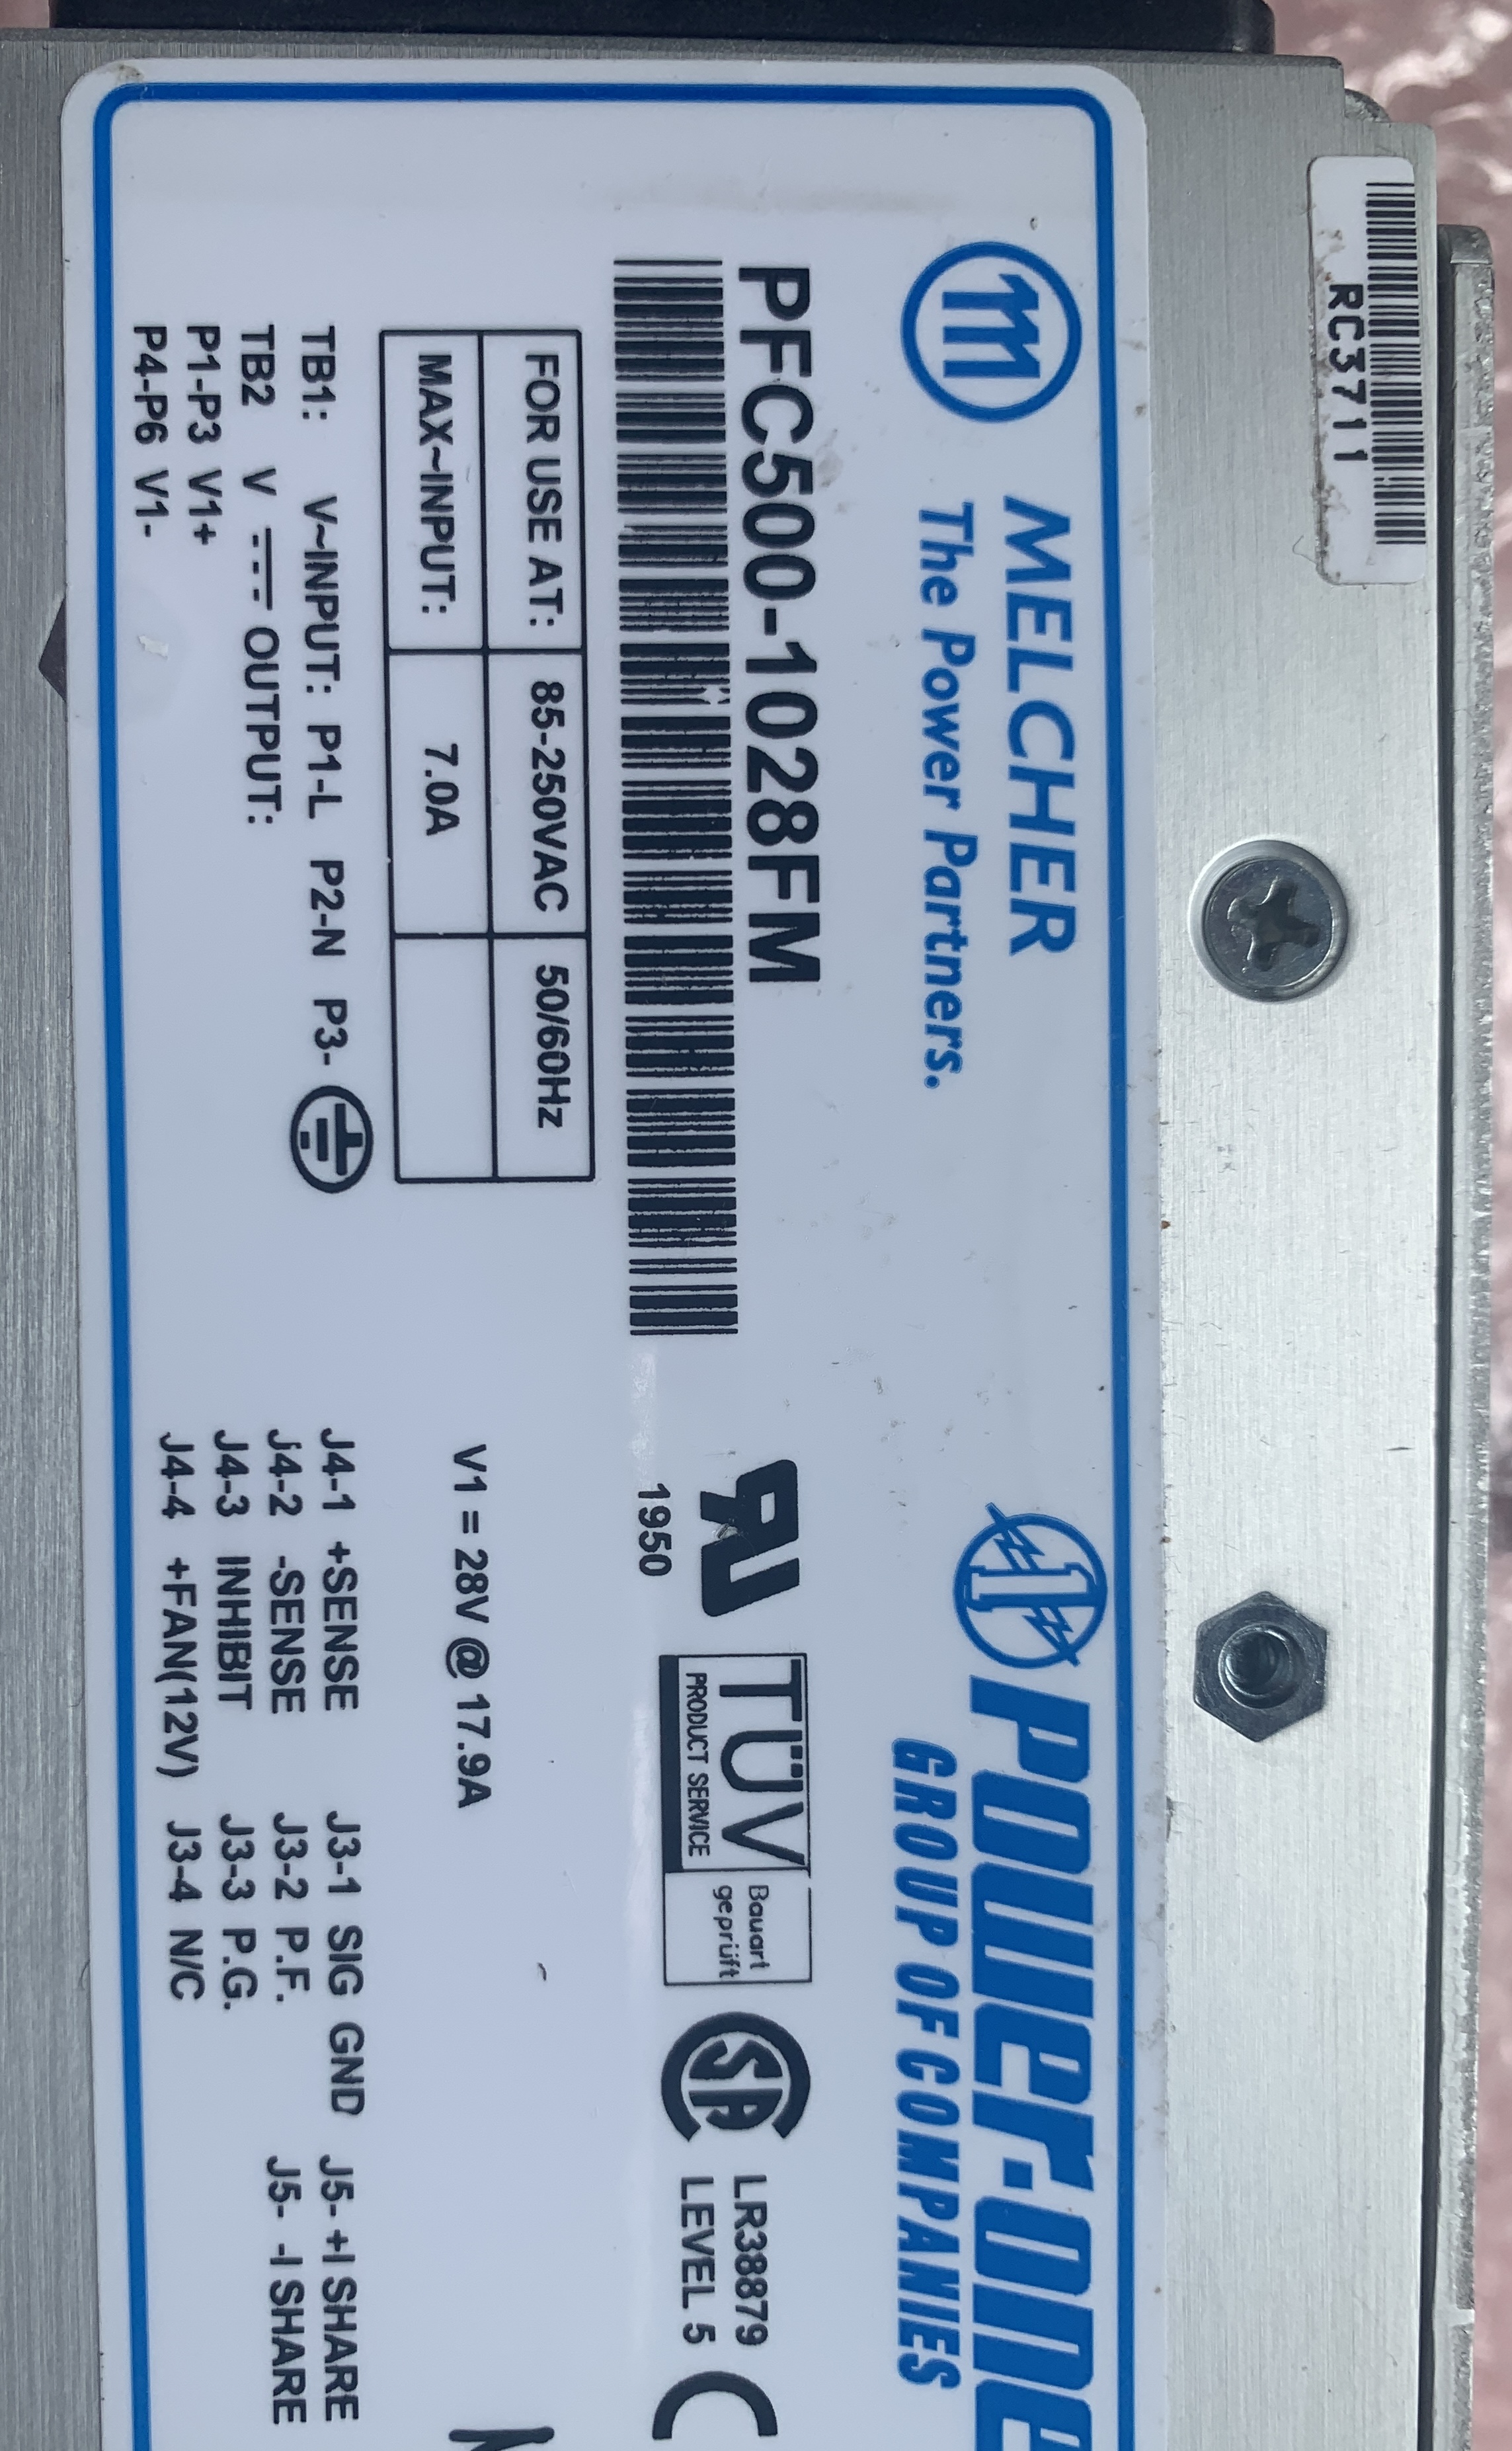 RC3711
MELCHER
The Power Partners.
Power-One
GROUP OF COMPANIES
PFC500-1028FM
1950
TÜV
PRODUCT SERVICE
Bauart
geprüft
LR38879
LEVEL 5
FOR USE AT: 85-250VAC 50/60Hz
MAX~INPUT: 7.0A
V1 = 28V @ 17.9A
TB1: V~INPUT: P1-L P2-N P3-
TB2 V OUTPUT:
P1-P3 V1+
P4-P6 V1-
J4-1 +SENSE J3-1 SIG GND J5- +I SHARE
J4-2 -SENSE J3-2 P.F. J5- -I SHARE
J4-3 INHIBIT J3-3 P.G.
J4-4 +FAN(12V) J3-4 N/C